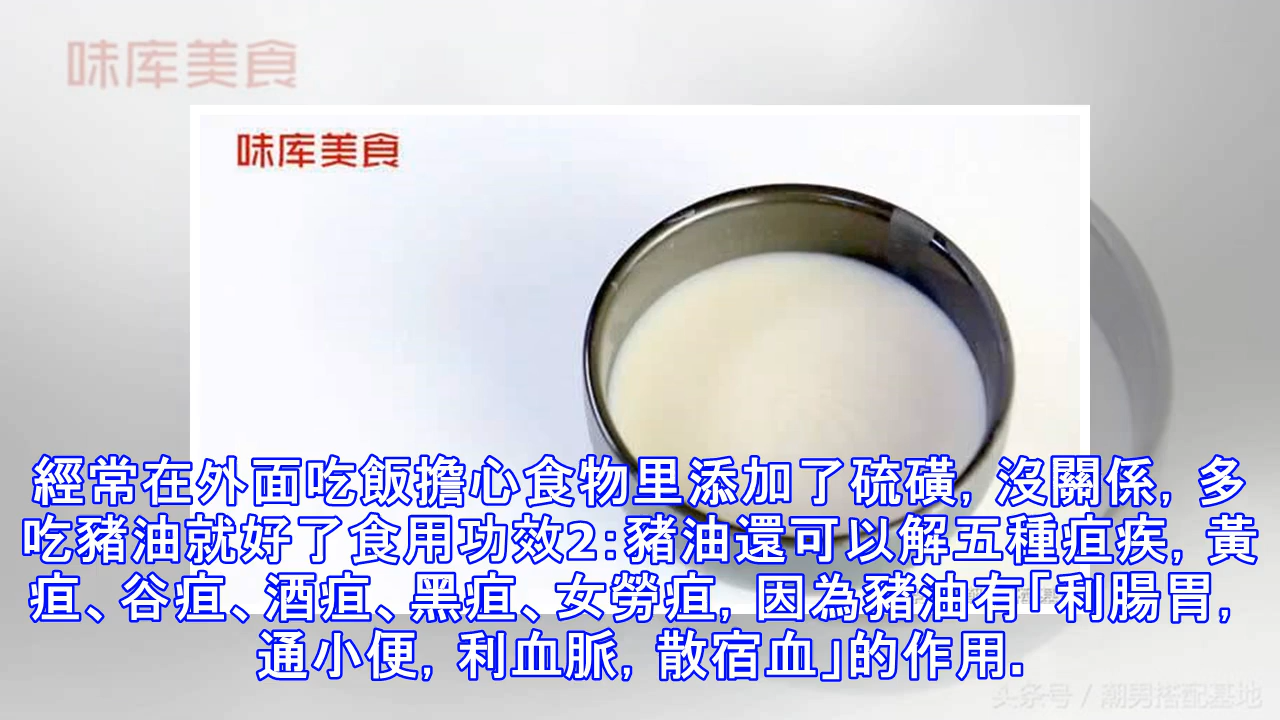 味库美食
味库美食
經常在外面吃飯擔心食物里添加了硫磺, 沒關係, 多
吃豬油就好了食用功效2:豬油還可以解五種疸疾, 黃
疸、谷疸、酒疸、黑疸、女勞疸, 因為豬油有「利腸胃,
通小便, 利血脈, 散宿血」的作用.
头条号 / 潮男搭配基地